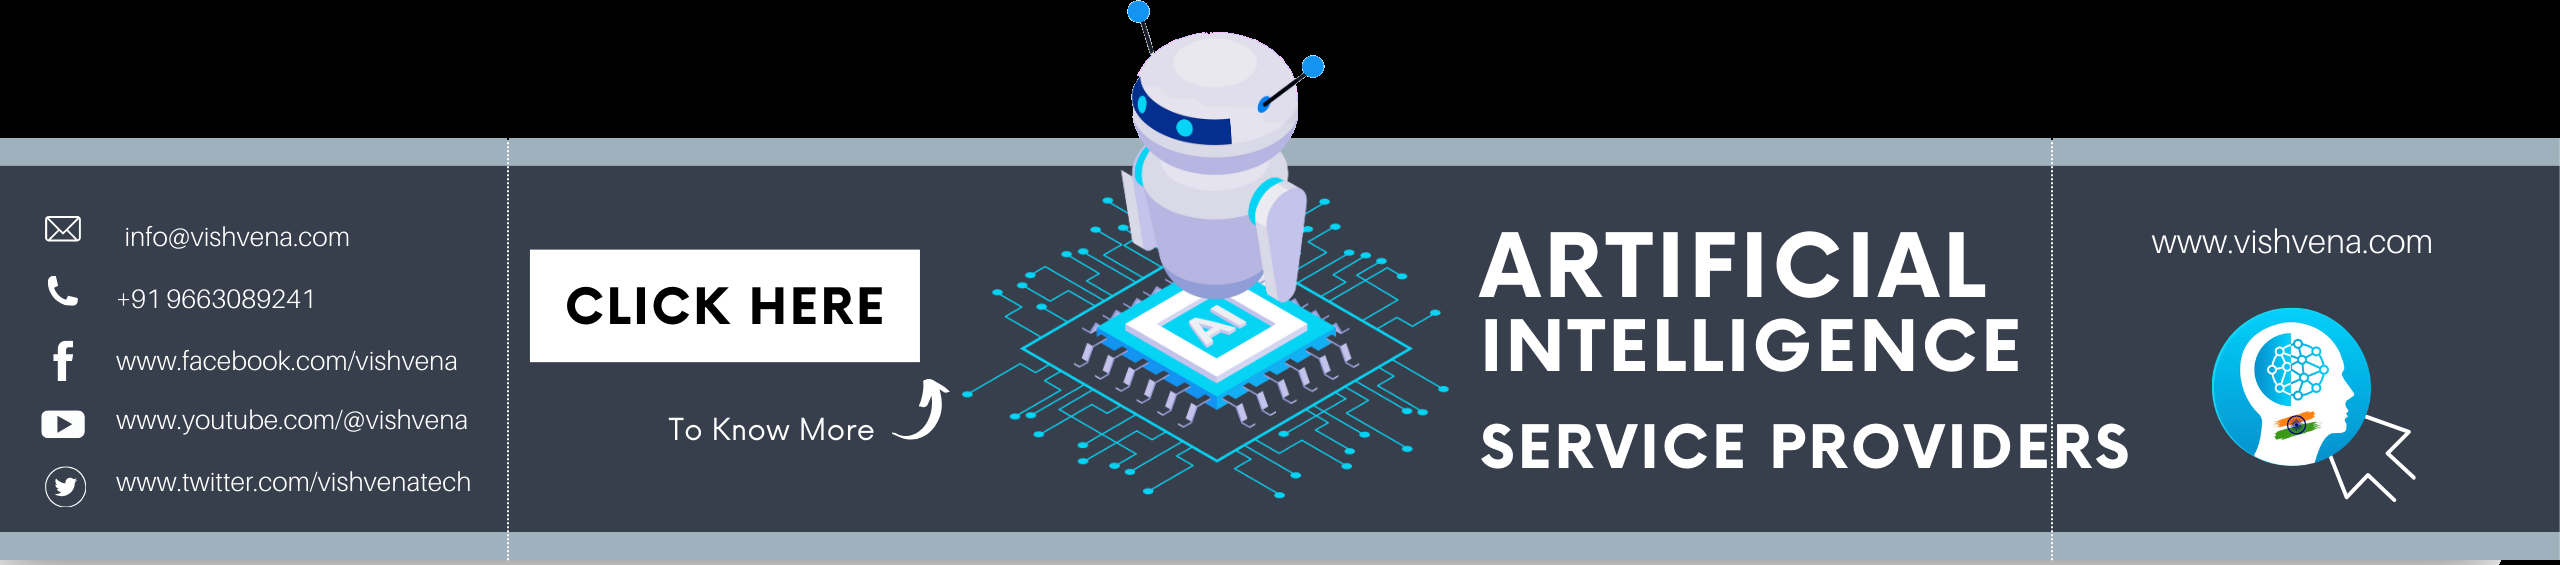 info@vishvena.com
+91 9663089241
www.facebook.com/vishvena
www.youtube.com/@vishvena
www.twitter.com/vishvenatech
CLICK HERE
To Know More
AI
ARTIFICIAL
INTELLIGENCE
SERVICE PROVIDERS
www.vishvena.com